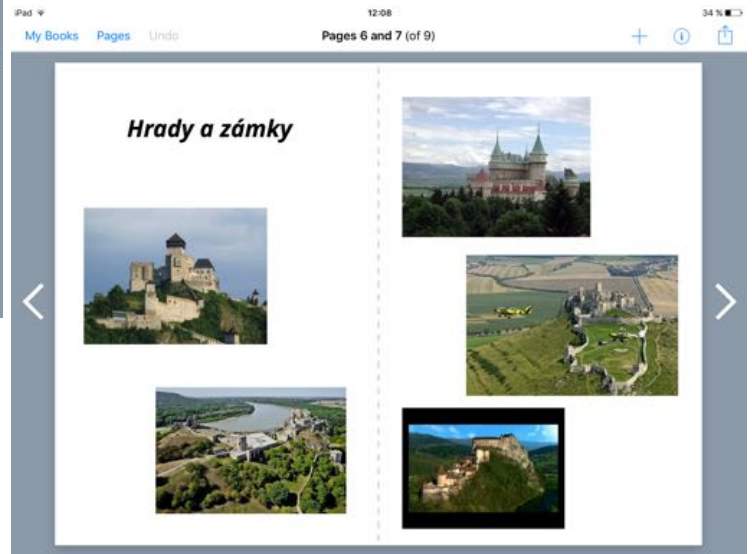 iPad 12:08 34 %
My Books Pages Undo Pages 6 and 7 (of 9)
Hrady a zámky